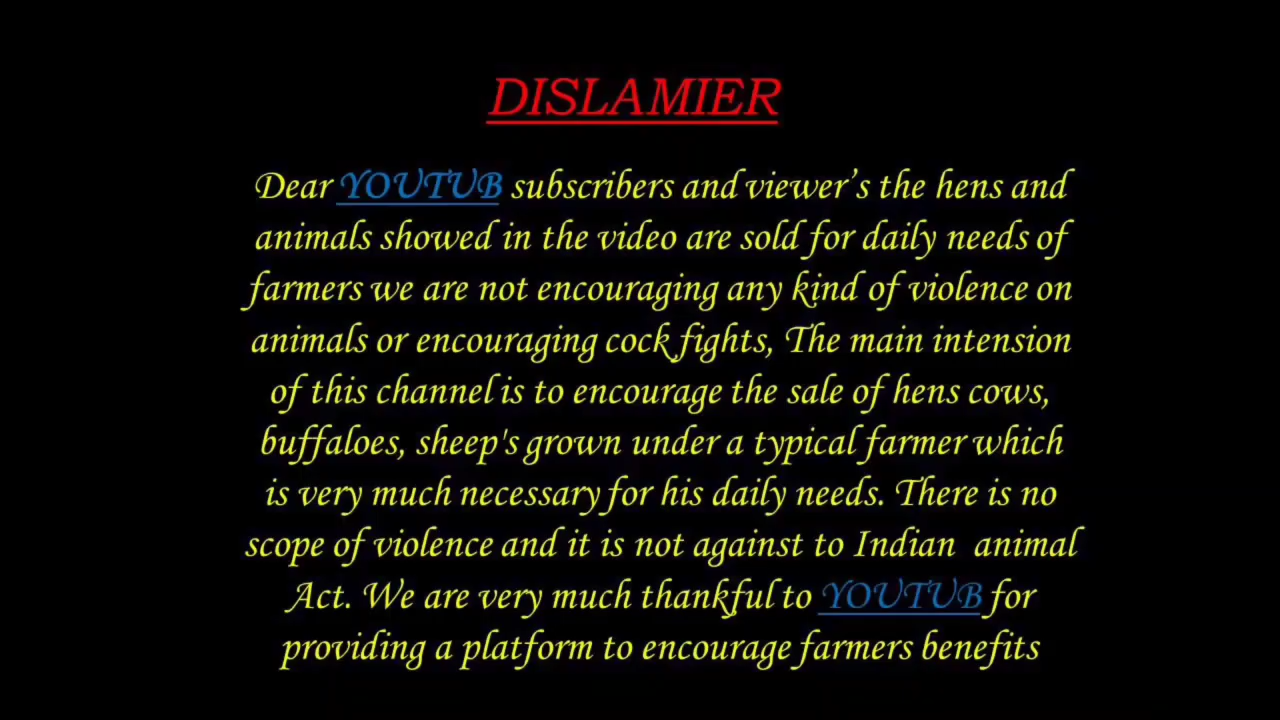 DISLAMIER
Dear YOUTUB subscribers and viewer’s the hens and
animals showed in the video are sold for daily needs of
farmers we are not encouraging any kind of violence on
animals or encouraging cock fights, The main intension
of this channel is to encourage the sale of hens cows,
buffaloes, sheep's grown under a typical farmer which
is very much necessary for his daily needs. There is no
scope of violence and it is not against to Indian  animal
Act. We are very much thankful to YOUTUB for
providing a platform to encourage farmers benefits